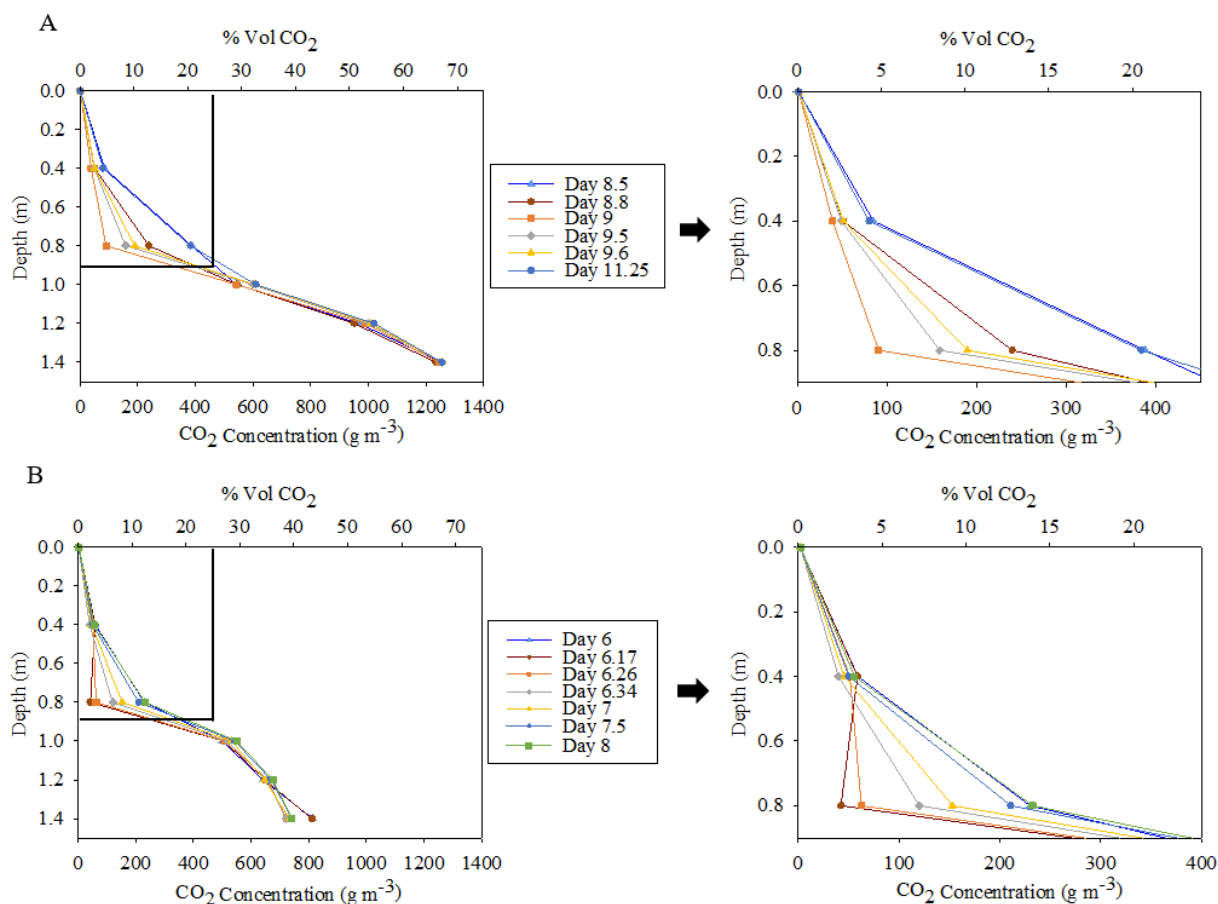 A
% Vol CO2
0 10 20 30 40 50 60 70
0.0
0.2
0.4
0.6
0.8
1.0
1.2
1.4
Depth (m)
0 200 400 600 800 1000 1200 1400
CO2 Concentration (g m-3)
Day 8.5
Day 8.8
Day 9
Day 9.5
Day 9.6
Day 11.25
% Vol CO2
0 5 10 15 20
0.0
0.2
0.4
0.6
0.8
Depth (m)
0 100 200 300 400
CO2 Concentration (g m-3)
B
% Vol CO2
0 10 20 30 40 50 60 70
0.0
0.2
0.4
0.6
0.8
1.0
1.2
1.4
Depth (m)
0 200 400 600 800 1000 1200 1400
CO2 Concentration (g m-3)
Day 6
Day 6.17
Day 6.26
Day 6.34
Day 7
Day 7.5
Day 8
% Vol CO2
0 5 10 15 20
0.0
0.2
0.4
0.6
0.8
Depth (m)
0 100 200 300 400
CO2 Concentration (g m-3)